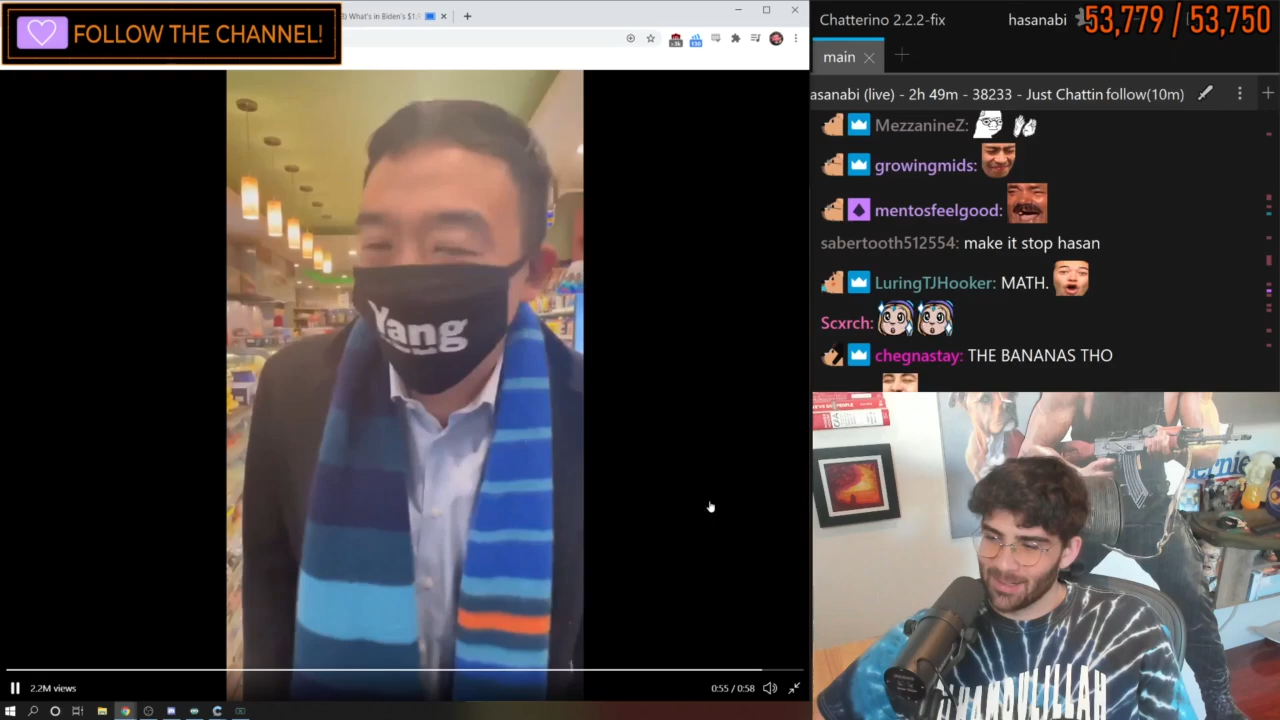 FOLLOW THE CHANNEL!
3) What's in Biden's $1.
Chatterino 2.2.2-fix
hasanabi
53,779 / 53,750
main
asanabi (live) - 2h 49m - 38233 - Just Chattin follow(10m)
MezzanineZ:
growingmids:
mentosfeelgood:
sabertooth512554: make it stop hasan
LuringTJHooker: MATH.
Scxrch:
chegnastay: THE BANANAS THO
Yang
2.2M views
0:55 / 0:58